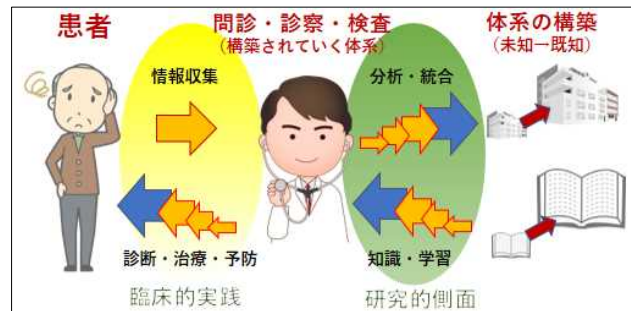 患者
問診・診察・検査
（構築されていく体系）
体系の構築
（未知一既知）
情報収集
分析・統合
診断・治療・予防
知識・学習
臨床的実践
研究的側面